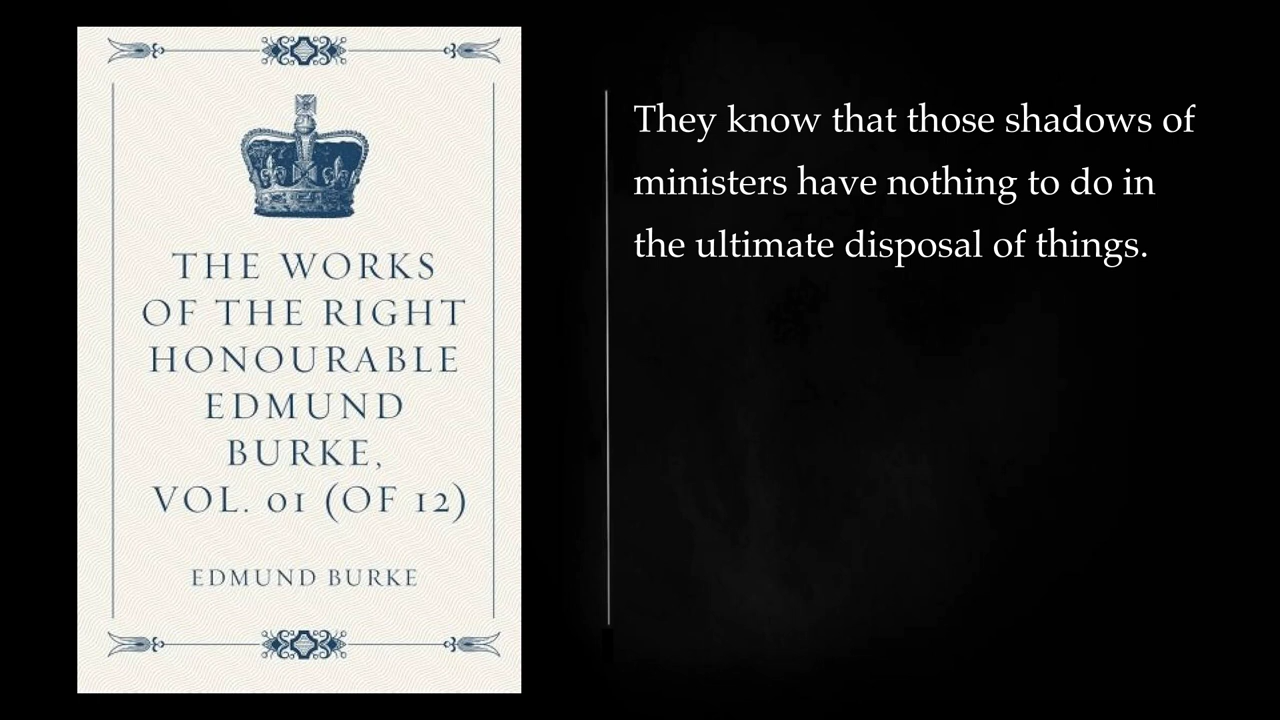 THE WORKS
OF THE RIGHT
HONOURABLE
EDMUND
BURKE,
VOL. 01 (OF 12)
EDMUND BURKE
They know that those shadows of
ministers have nothing to do in
the ultimate disposal of things.